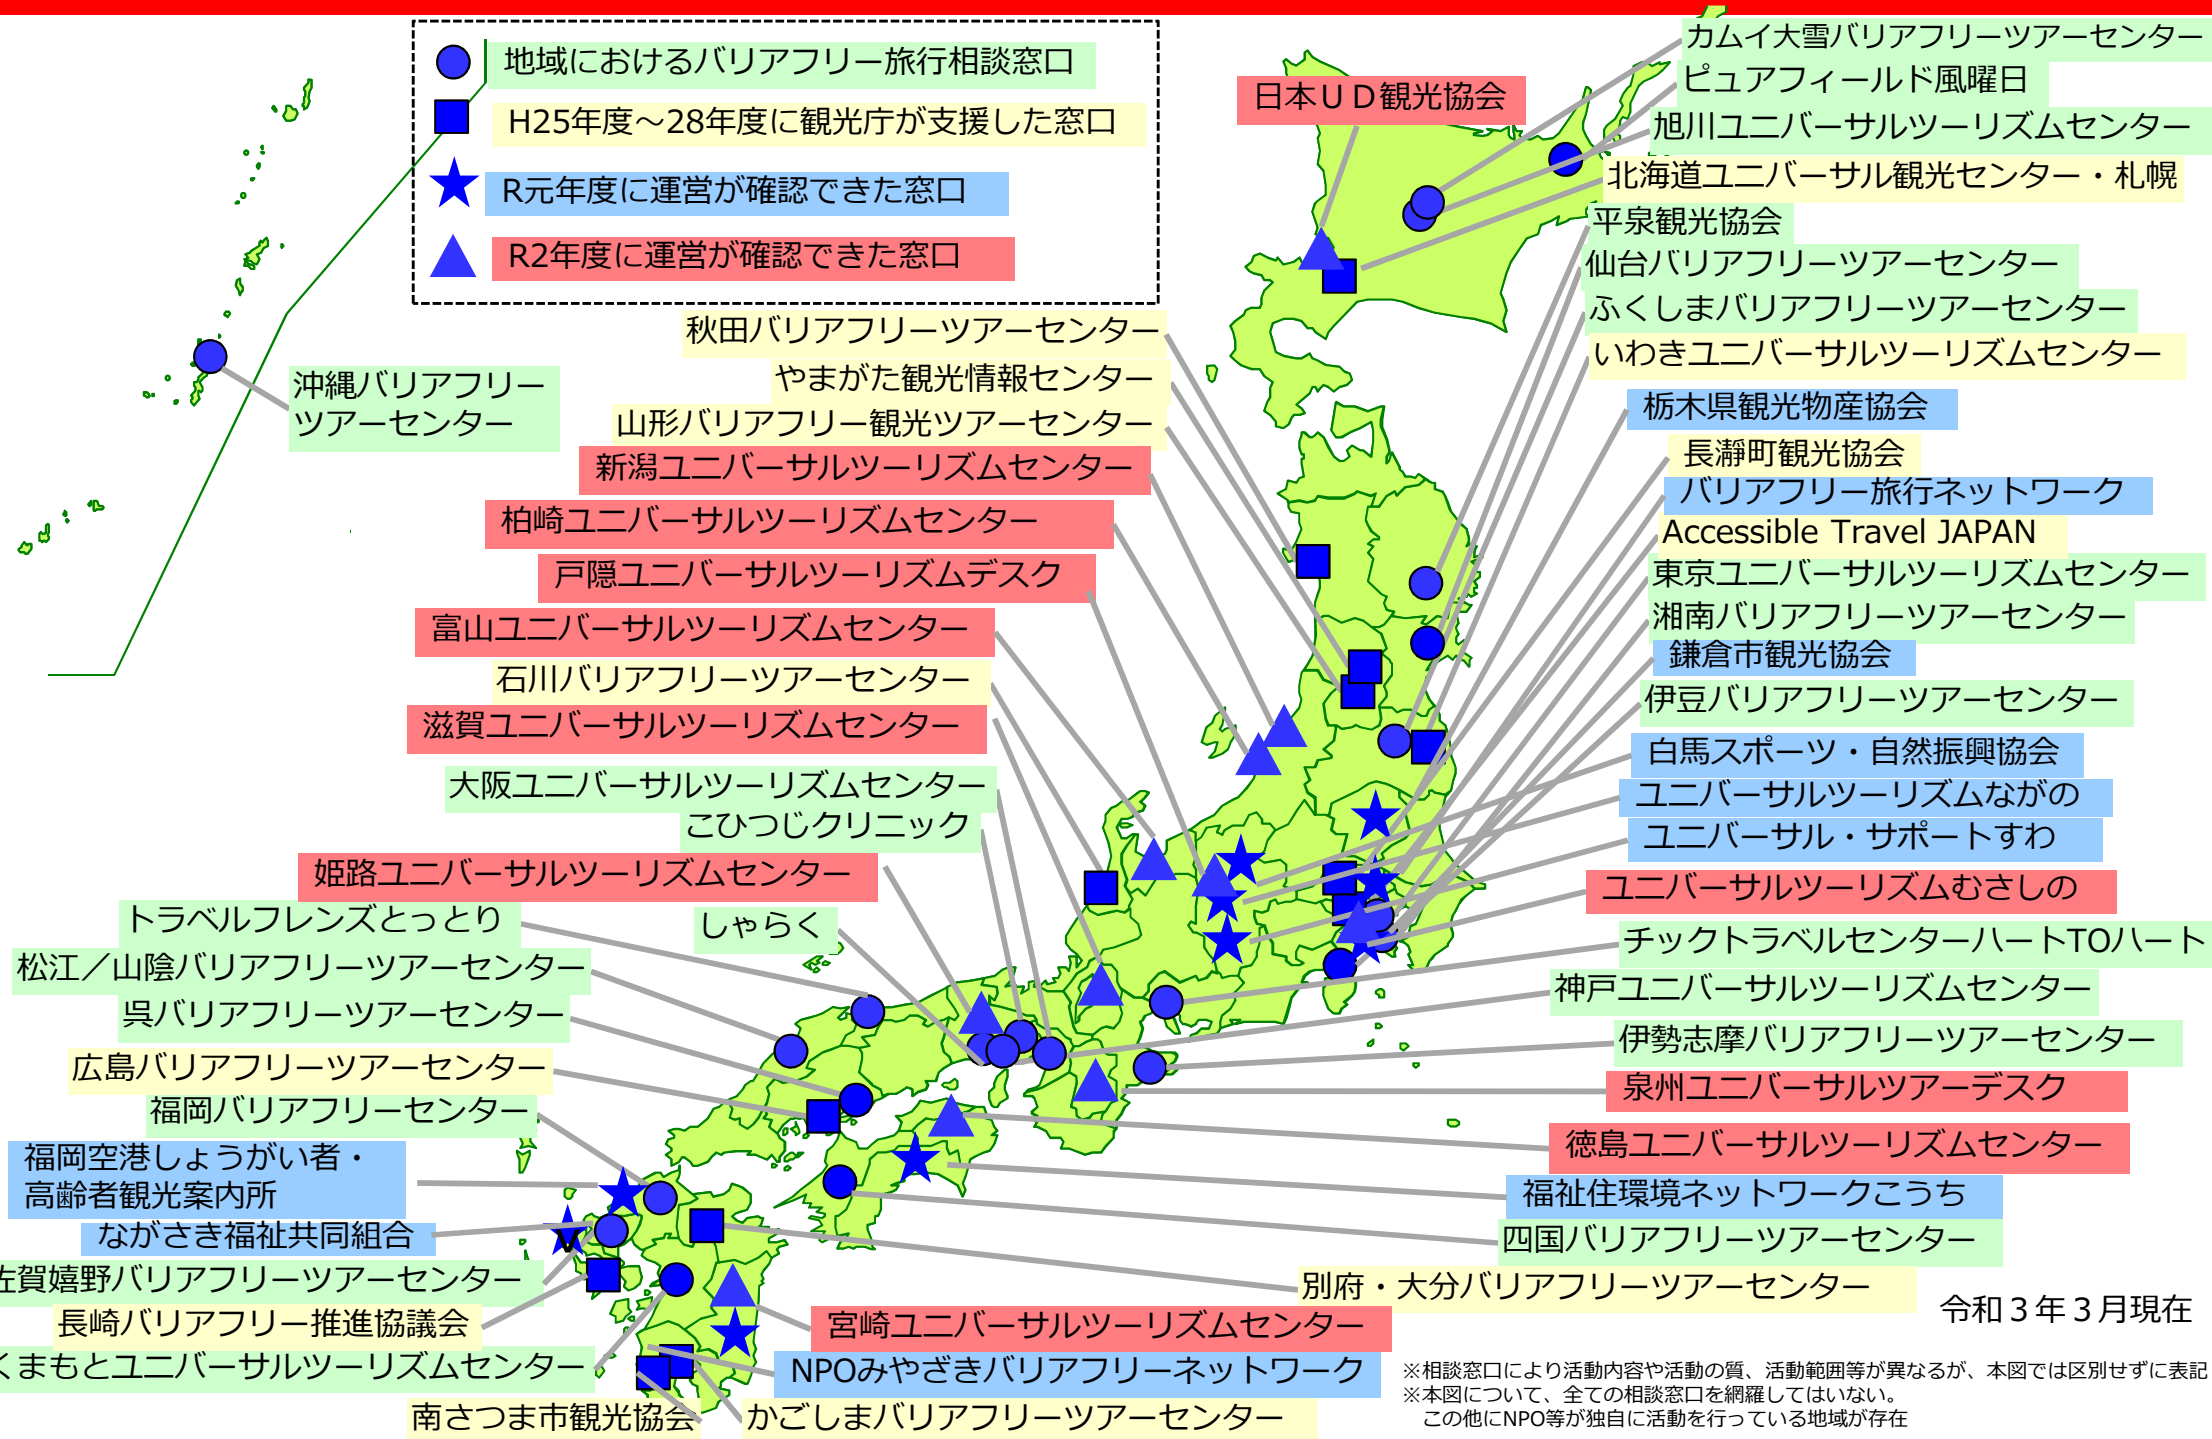 地域におけるバリアフリー旅行相談窓口
H25年度～28年度に観光庁が支援した窓口
R元年度に運営が確認できた窓口
R2年度に運営が確認できた窓口
日本ＵＤ観光協会
カムイ大雪バリアフリーツアーセンター
ピュアフィールド風曜日
旭川ユニバーサルツーリズムセンター
北海道ユニバーサル観光センター・札幌
平泉観光協会
仙台バリアフリーツアーセンター
ふくしまバリアフリーツアーセンター
いわきユニバーサルツーリズムセンター
栃木県観光物産協会
長瀞町観光協会
バリアフリー旅行ネットワーク
Accessible Travel JAPAN
東京ユニバーサルツーリズムセンター
湘南バリアフリーツアーセンター
鎌倉市観光協会
伊豆バリアフリーツアーセンター
白馬スポーツ・自然振興協会
ユニバーサルツーリズムながの
ユニバーサル・サポートすわ
ユニバーサルツーリズムむさしの
チックトラベルセンターハートTOハート
神戸ユニバーサルツーリズムセンター
伊勢志摩バリアフリーツアーセンター
泉州ユニバーサルツアーデスク
徳島ユニバーサルツーリズムセンター
福祉住環境ネットワークこうち
四国バリアフリーツアーセンター
別府・大分バリアフリーツアーセンター
沖縄バリアフリー
ツアーセンター
秋田バリアフリーツアーセンター
やまがた観光情報センター
山形バリアフリー観光ツアーセンター
新潟ユニバーサルツーリズムセンター
柏崎ユニバーサルツーリズムセンター
戸隠ユニバーサルツーリズムデスク
富山ユニバーサルツーリズムセンター
石川バリアフリーツアーセンター
滋賀ユニバーサルツーリズムセンター
大阪ユニバーサルツーリズムセンター
こひつじクリニック
姫路ユニバーサルツーリズムセンター
しゃらく
トラベルフレンズとっとり
松江／山陰バリアフリーツアーセンター
呉バリアフリーツアーセンター
広島バリアフリーツアーセンター
福岡バリアフリーセンター
福岡空港しょうがい者・
高齢者観光案内所
ながさき福祉共同組合
v
佐賀嬉野バリアフリーツアーセンター
長崎バリアフリー推進協議会
くまもとユニバーサルツーリズムセンター
南さつま市観光協会
かごしまバリアフリーツアーセンター
宮崎ユニバーサルツーリズムセンター
NPOみやざきバリアフリーネットワーク
令和３年３月現在
※相談窓口により活動内容や活動の質、活動範囲等が異なるが、本図では区別せずに表記
※本図について、全ての相談窓口を網羅してはいない。
この他にNPO等が独自に活動を行っている地域が存在